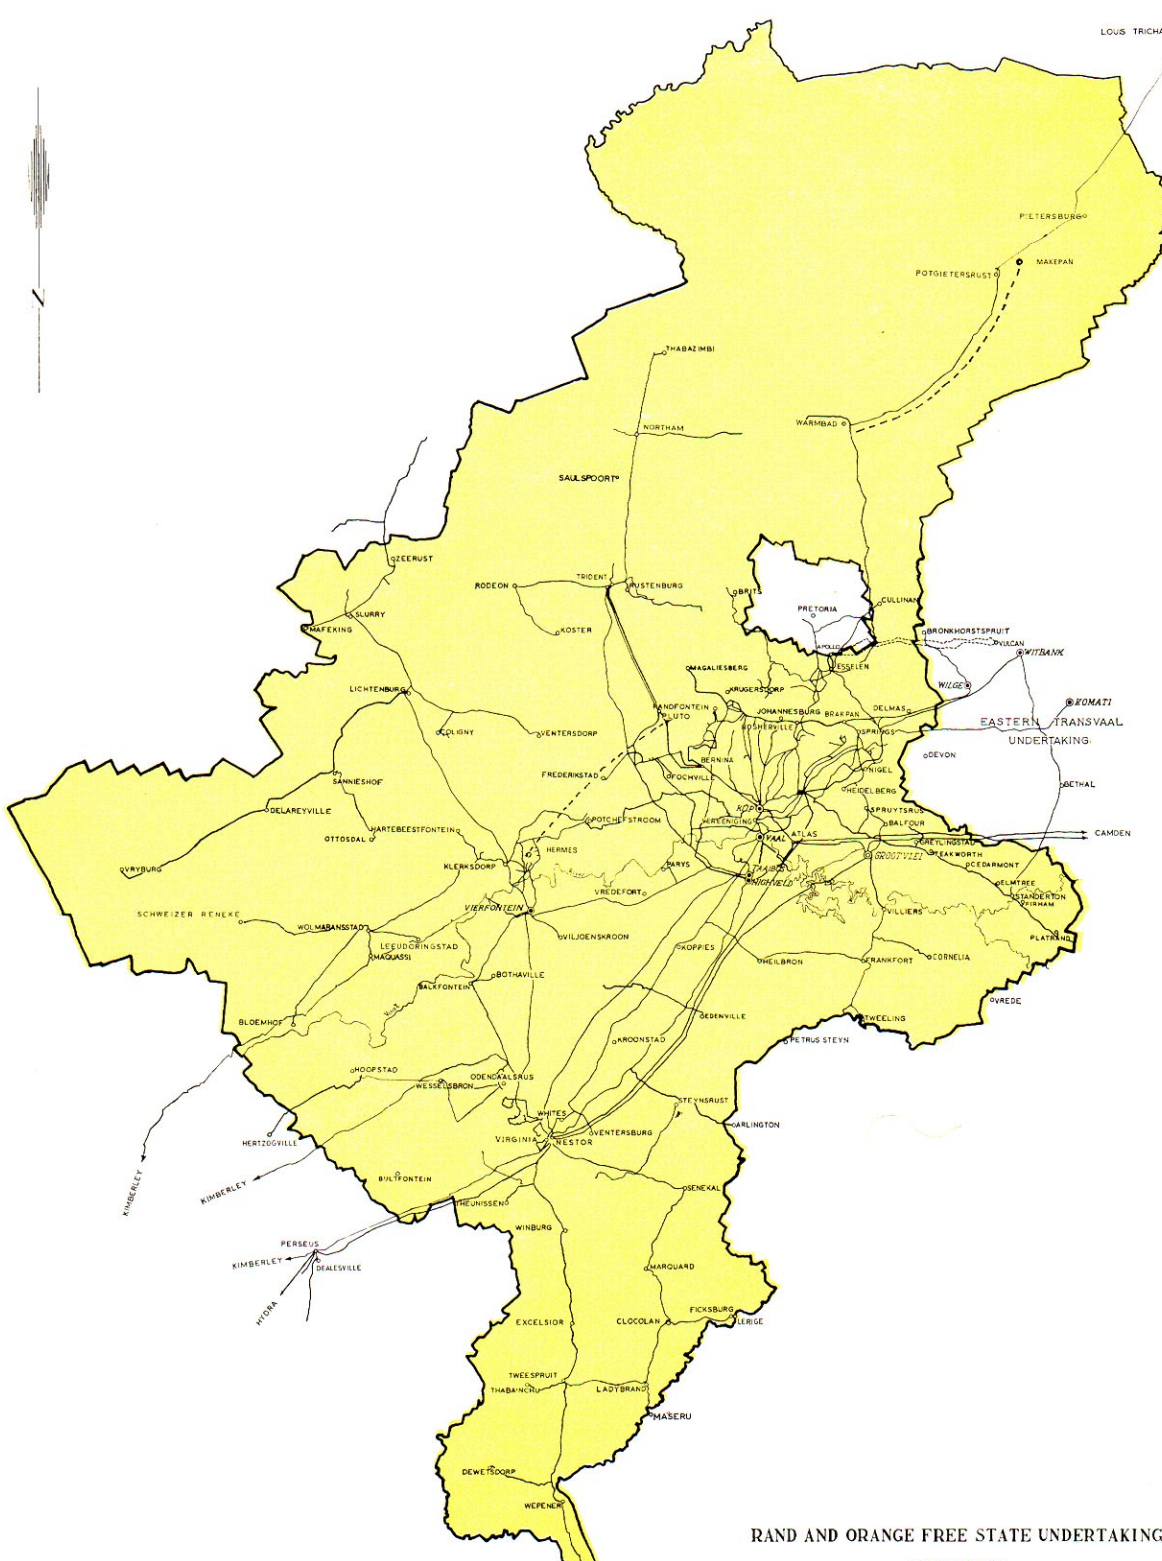 LOUIS TRICHA
PIETERSBURG
MAKEPAN
POTGIETERSRUST
THABAZIMBI
WARMBAD
NORTHAM
SAULSPOORT
ZEERUST
TRIDENT
RODEON
RUSTENBURG
BRITS
CULLINAN
PRETORIA
SLURRY
MAFEKING
KOSTER
BRONKHORSTSPRUIT
APOLLO
VULCAN
WITBANK
ESSELEN
MAGALIESBERG
WILGE
LICHTENBURG
KRUGERSDORP
KOMATI
RANDFONTEIN
PLUTO
JOHANNESBURG
BRAKPAN
DELMAS
EASTERN TRANSVAAL
UNDERTAKING
ROSHERVILLE
SPRINGS
COLIGNY
VENTERSDORP
BERNINA
DEVON
NIGEL
FREDERIKSTAD
FOCHVILLE
SANNIESHOF
BETHAL
HEIDELBERG
DELAREYVILLE
KOP
SPRUYTSRUS
POTCHEFSTROOM
VEREENIGING
BALFOUR
HARTEBEESTFONTEIN
OTTOSDAL
VAAL
ATLAS
CAMDEN
GREYLINGSTAD
HERMES
GROOTVLEI
TEAKWORTH
VRYBURG
KLERKSDORP
PARYS
TAAIBOS
HIGHVELD
CEDARMONT
ELMTREE
VREDEFORT
STANDERTON
FIRHAM
SCHWEIZER RENEKE
VIERFONTEIN
VILLIERS
WOLMARANSSTAD
VILJOENSKROON
PLATRAND
LEEUDORINGSTAD
MAQUASSI
KOPPIES
HEILBRON
FRANKFORT
CORNELIA
BOTHAVILLE
BALKFONTEIN
VREDE
BLOEMHOF
Vaal
EDENVILLE
TWEELING
KROONSTAD
PETRUS STEYN
HOOPSTAD
ODENDAALSRUS
WESSELSBRON
STEYNSRUST
WHITES
ARLINGTON
HERTZOGVILLE
VIRGINIA
NESTOR
VENTERSBURG
KIMBERLEY
KIMBERLEY
BULTFONTEIN
SENEKAL
THEUNISSEN
WINBURG
PERSEUS
KIMBERLEY
DEALESVILLE
MARQUARD
HYDRA
FICKSBURG
EXCELSIOR
CLOCOLAN
LERIGE
TWEESPRUIT
THABA'NCHU
LADYBRAND
MASERU
DEWETSDORP
WEPENER
RAND AND ORANGE FREE STATE UNDERTAKING